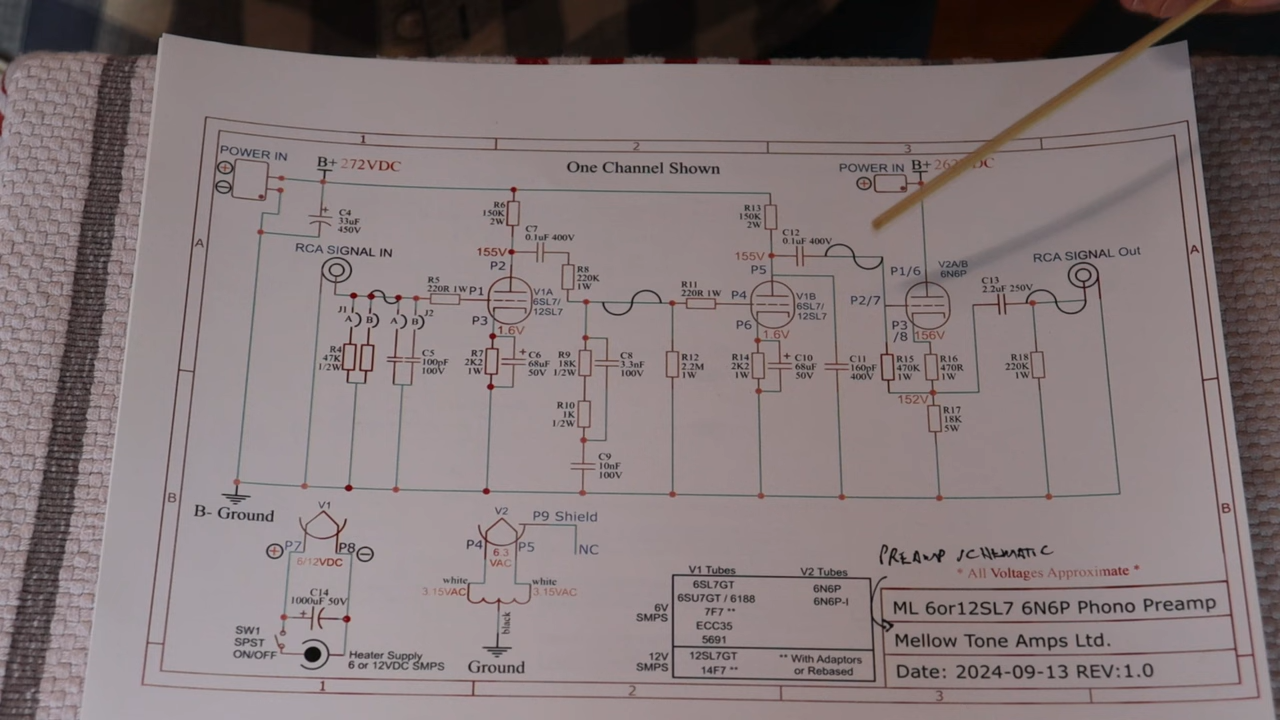 1
2
3
POWER IN
B+ 272VDC
One Channel Shown
POWER IN
B+
DC
C4
33uF
450V
R6
150K
2W
C7
0.1uF 400V
R13
150K
2W
C12
0.1uF 400V
A
A
RCA SIGNAL IN
RCA SIGNAL Out
155V
P2
R8
220K
1W
155V
P5
P1/6
V2A/B
6N6P
C13
2.2uF 250V
R5
220R 1W
P1
V1A
6SL7/
12SL7
R11
220R 1W
P4
V1B
6SL7/
12SL7
P2/7
J1
A
B
A
B
J2
P3
1.6V
P6
1.6V
P3
/8
156V
R4
47K
1/2W
C5
100pF
100V
R7
2K2
1W
C6
68uF
50V
R9
18K
1/2W
C8
3.3nF
100V
R12
2.2M
1W
R14
2K2
1W
C10
68uF
50V
C11
160pF
400V
R15
470K
1W
R16
470R
1W
R18
220K
1W
152V
R10
1K
1/2W
R17
18K
5W
C9
10nF
100V
B
B
B- Ground
V1
P7
P8
6/12VDC
C14
1000uF 50V
SW1
SPST
ON/OFF
Heater Supply
6 or 12VDC SMPS
V2
P9 Shield
P4
P5
NC
6.3
VAC
white
3.15VAC
white
3.15VAC
black
Ground
V1 Tubes
V2 Tubes
6V
SMPS
6SL7GT
6SU7GT / 6188
7F7 **
ECC35
5691
6N6P
6N6P-I
12V
SMPS
12SL7GT
14F7 **
** With Adaptors
or Rebased
PREAMP SCHEMATIC
* All Voltages Approximate *
ML 6or12SL7 6N6P Phono Preamp
Mellow Tone Amps Ltd.
Date: 2024-09-13 REV:1.0
1
2
3